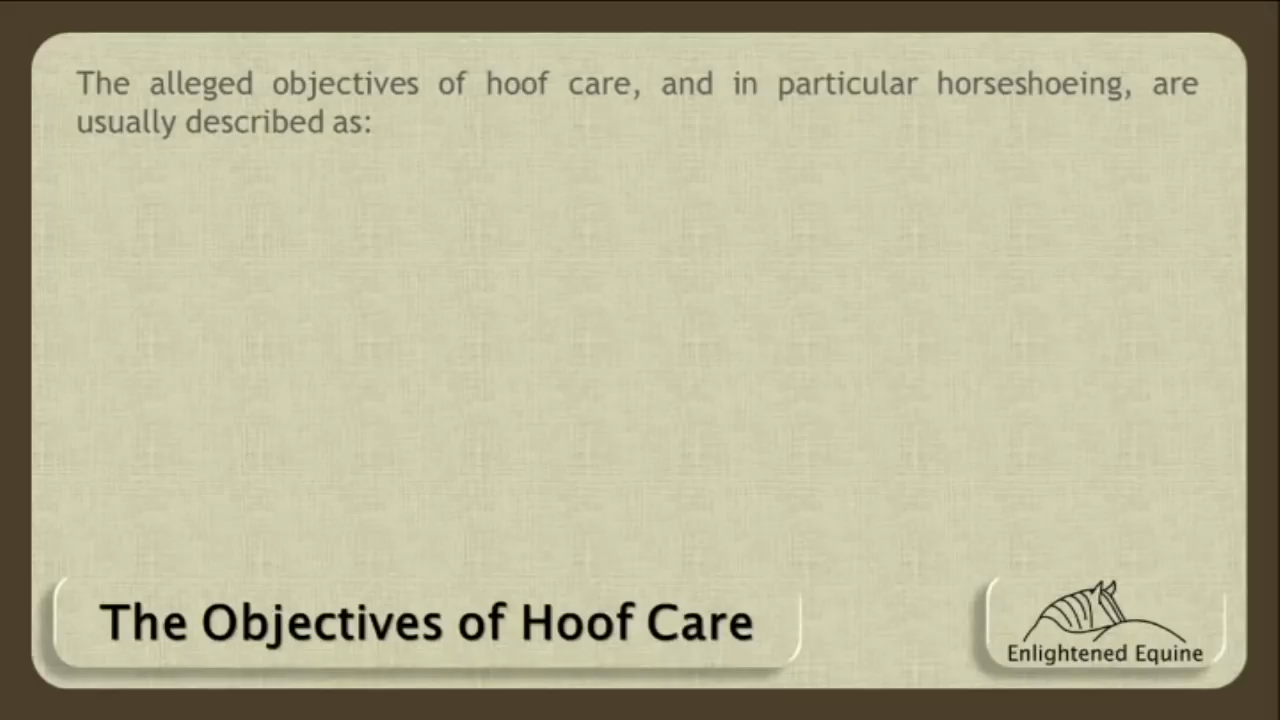 The alleged objectives of hoof care, and in particular horseshoeing, are
usually described as:
The Objectives of Hoof Care
Enlightened Equine